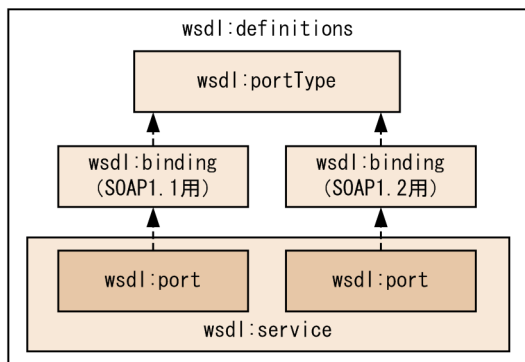 wsdl:definitions
wsdl:portType
wsdl:binding
(SOAP1.1用)
wsdl:binding
(SOAP1.2用)
wsdl:port
wsdl:port
wsdl:service